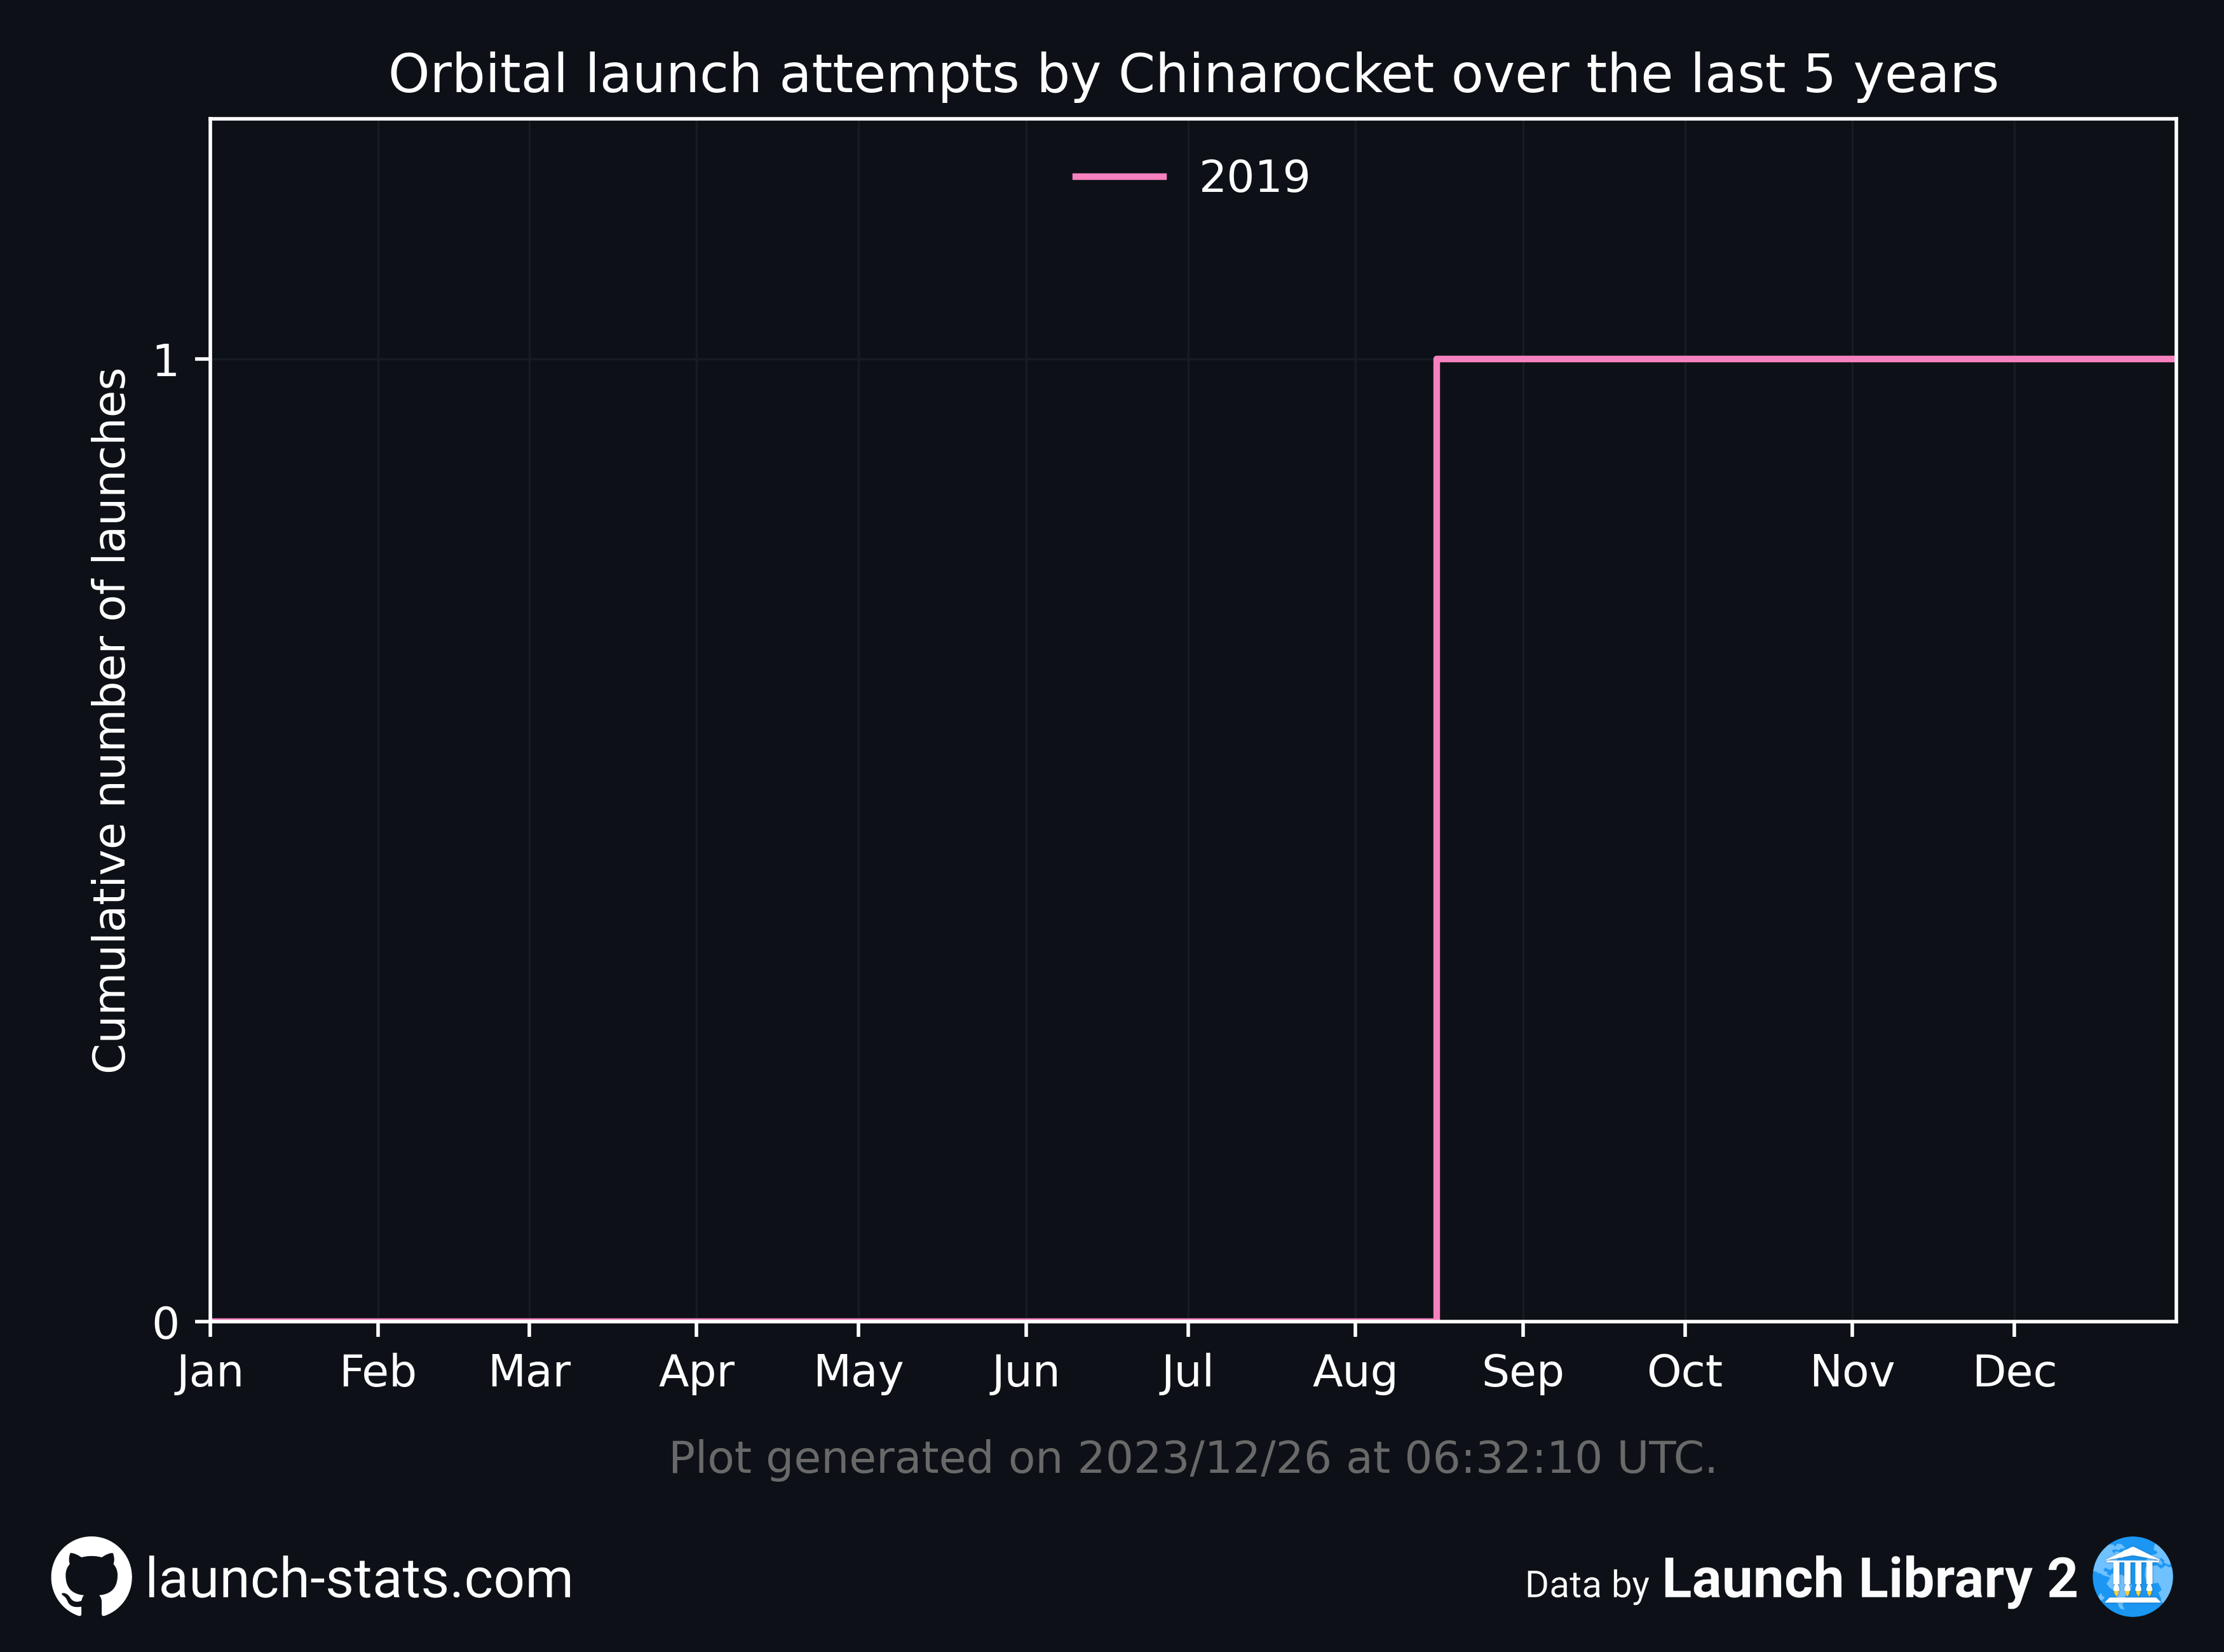 Orbital launch attempts by Chinarocket over the last 5 years
2019
Cumulative number of launches
1
0
Jan Feb Mar Apr May Jun Jul Aug Sep Oct Nov Dec
Plot generated on 2023/12/26 at 06:32:10 UTC.
launch-stats.com
Data by Launch Library 2